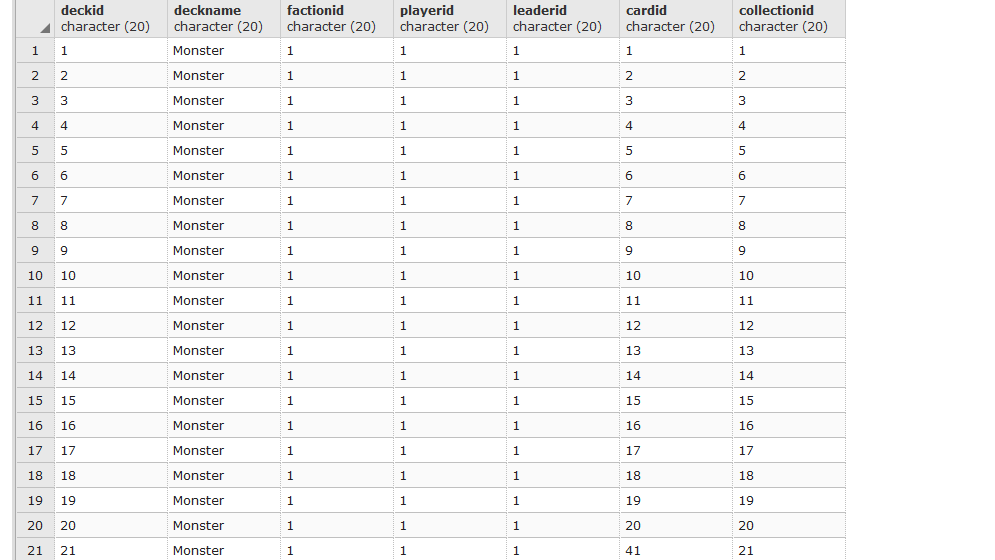 deckid deckname factionid playerid leaderid cardid collectionid
character (20) character (20) character (20) character (20) character (20) character (20) character (20)
1 1 Monster 1 1 1 1 1
2 2 Monster 1 1 1 2 2
3 3 Monster 1 1 1 3 3
4 4 Monster 1 1 1 4 4
5 5 Monster 1 1 1 5 5
6 6 Monster 1 1 1 6 6
7 7 Monster 1 1 1 7 7
8 8 Monster 1 1 1 8 8
9 9 Monster 1 1 1 9 9
10 10 Monster 1 1 1 10 10
11 11 Monster 1 1 1 11 11
12 12 Monster 1 1 1 12 12
13 13 Monster 1 1 1 13 13
14 14 Monster 1 1 1 14 14
15 15 Monster 1 1 1 15 15
16 16 Monster 1 1 1 16 16
17 17 Monster 1 1 1 17 17
18 18 Monster 1 1 1 18 18
19 19 Monster 1 1 1 19 19
20 20 Monster 1 1 1 20 20
21 21 Monster 1 1 1 41 21